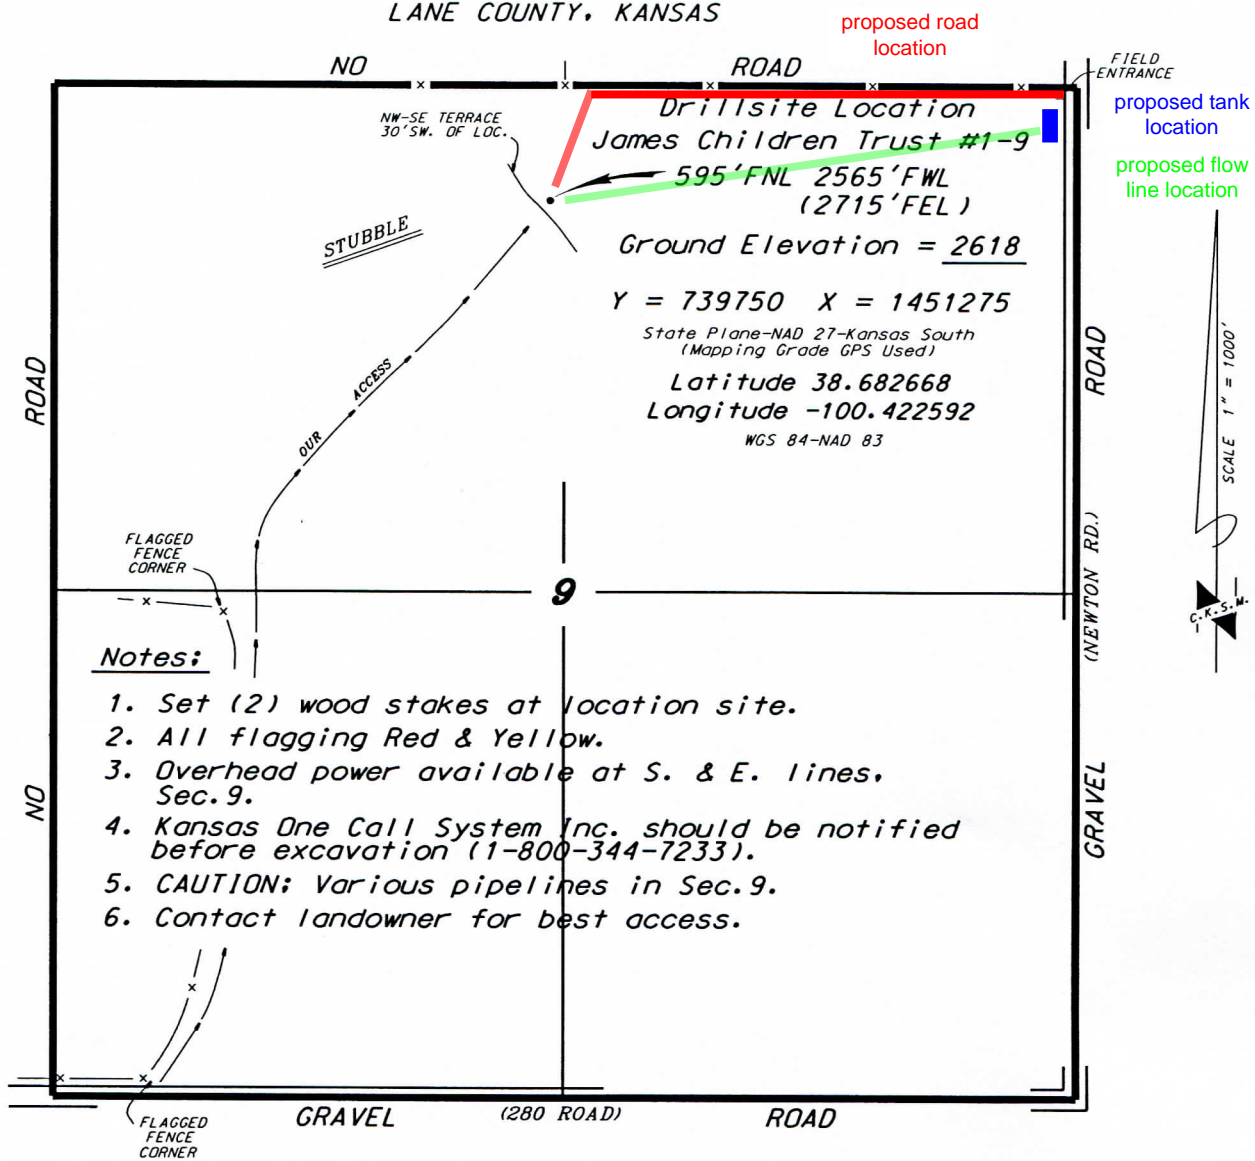 LANE COUNTY, KANSAS
proposed road
location
NO
ROAD
FIELD
ENTRANCE
proposed tank
location
proposed flow
line location
NW-SE TERRACE
30'SW. OF LOC.
Drillsite Location
James Children Trust #1-9
595'FNL 2565'FWL
(2715'FEL)
STUBBLE
Ground Elevation = 2618
Y = 739750 X = 1451275
State Plane-NAD 27-Kansas South
(Mapping Grade GPS Used)
Latitude 38.682668
Longitude -100.422592
WGS 84-NAD 83
ROAD
ROAD
SCALE 1" = 1000'
OUR ACCESS
FLAGGED
FENCE
CORNER
9
(NEWTON RD.)
C.K.S.M.
Notes:
1. Set (2) wood stakes at location site.
2. All flagging Red & Yellow.
3. Overhead power available at S. & E. lines,
Sec.9.
4. Kansas One Call System Inc. should be notified
before excavation (1-800-344-7233).
5. CAUTION: Various pipelines in Sec.9.
6. Contact landowner for best access.
NO
GRAVEL
GRAVEL
(280 ROAD)
ROAD
FLAGGED
FENCE
CORNER